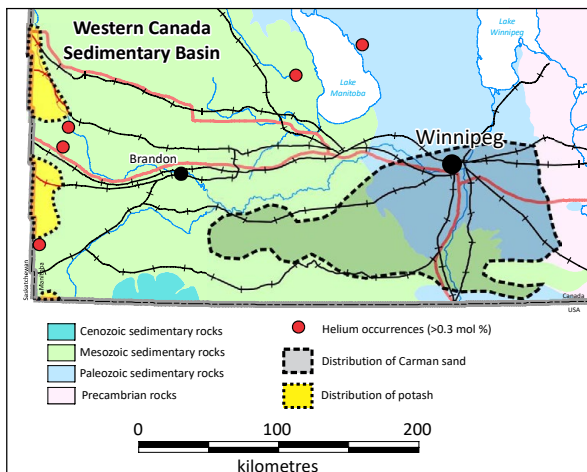 Western Canada
Sedimentary Basin
Lake
Winnipeg
Lake
Manitoba
Winnipeg
Brandon
Saskatchewan
Manitoba
Canada
USA
Cenozoic sedimentary rocks
Mesozoic sedimentary rocks
Paleozoic sedimentary rocks
Precambrian rocks
Helium occurrences (>0.3 mol %)
Distribution of Carman sand
Distribution of potash
0 100 200
kilometres